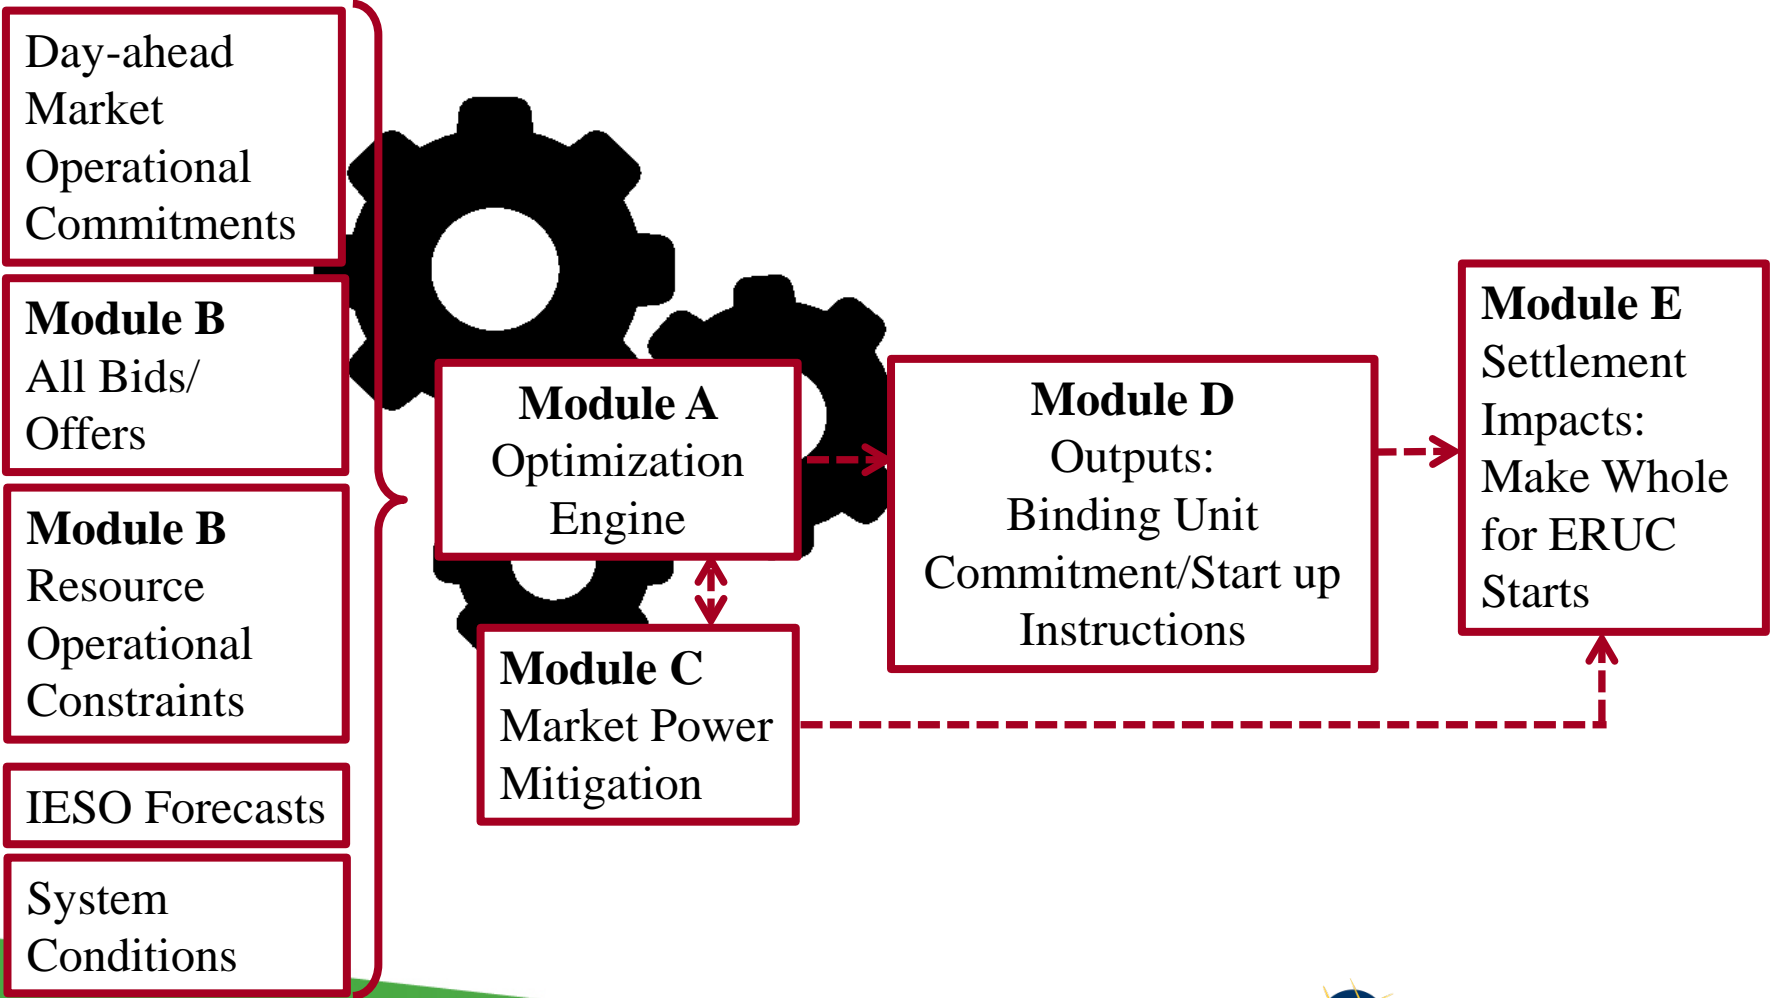 Day-ahead
Market
Operational
Commitments
Module B
All Bids/
Offers
Module B
Resource
Operational
Constraints
IESO Forecasts
System
Conditions
Module A
Optimization
Engine
Module C
Market Power
Mitigation
Module D
Outputs:
Binding Unit
Commitment/Start up
Instructions
Module E
Settlement
Impacts:
Make Whole
for ERUC
Starts